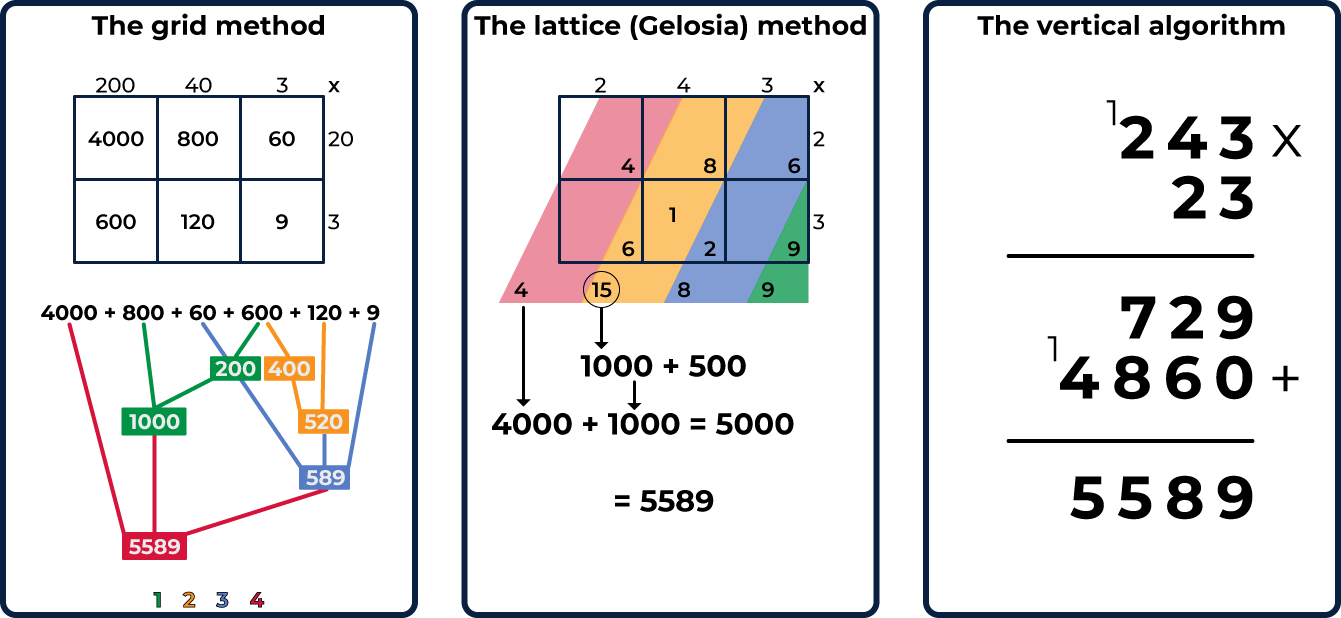 The grid method
200 40 3 x
4000 800 60 20
600 120 9 3
4000 + 800 + 60 + 600 + 120 + 9
200 400
1000 520
589
5589
1 2 3 4
The lattice (Gelosia) method
2 4 3 x
2
4 8 6
1 3
6 2 9
4 15 8 9
1000 + 500
4000 + 1000 = 5000
= 5589
The vertical algorithm
1243 x
23
729
14860 +
5589